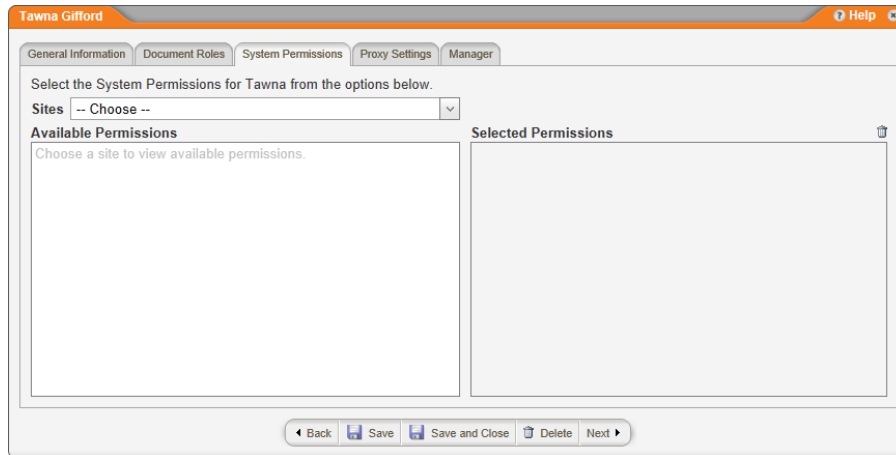 Tawna Gifford Help
General Information Document Roles System Permissions Proxy Settings Manager
Select the System Permissions for Tawna from the options below.
Sites -- Choose --
Available Permissions Selected Permissions
Choose a site to view available permissions.
Back Save Save and Close Delete Next